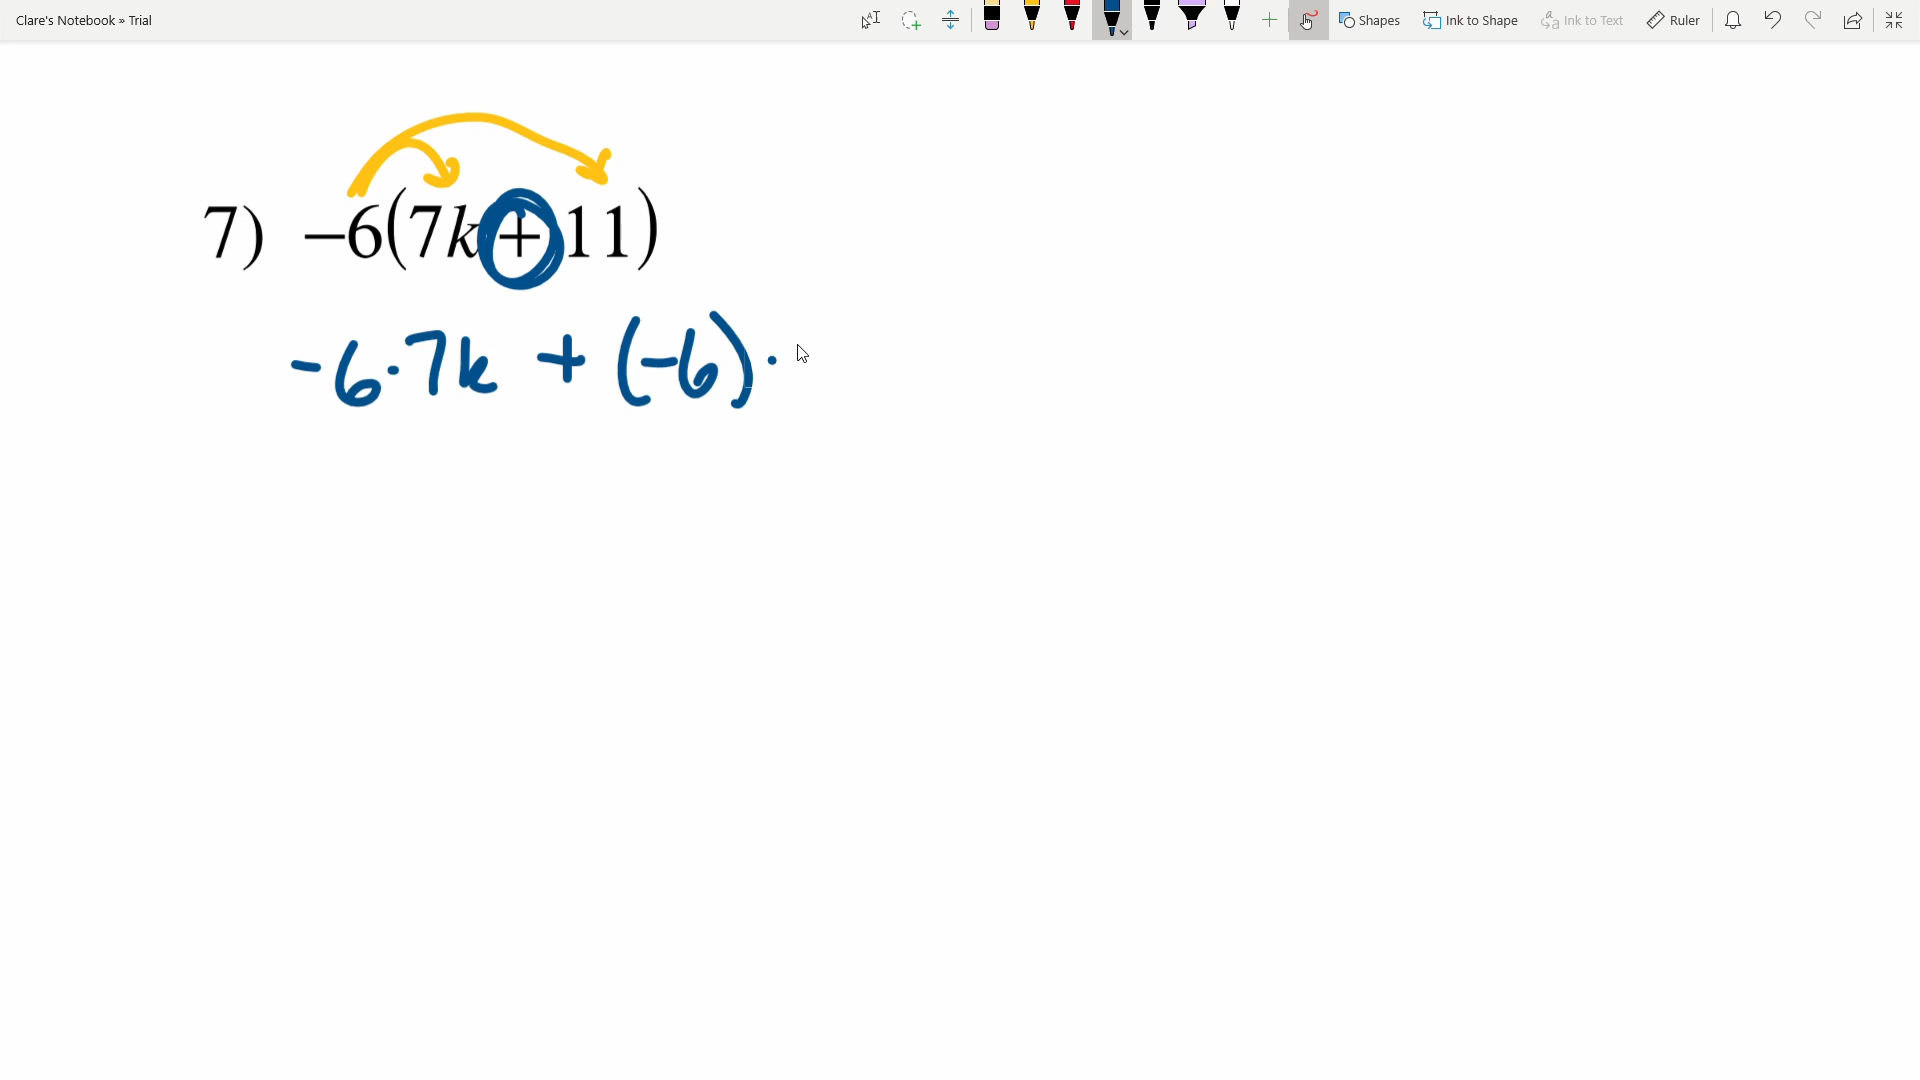 Clare's Notebook » Trial
Shapes
Ink to Shape
Ink to Text
Ruler
7) −6(7k + 11)
-6·7k + (-6)·